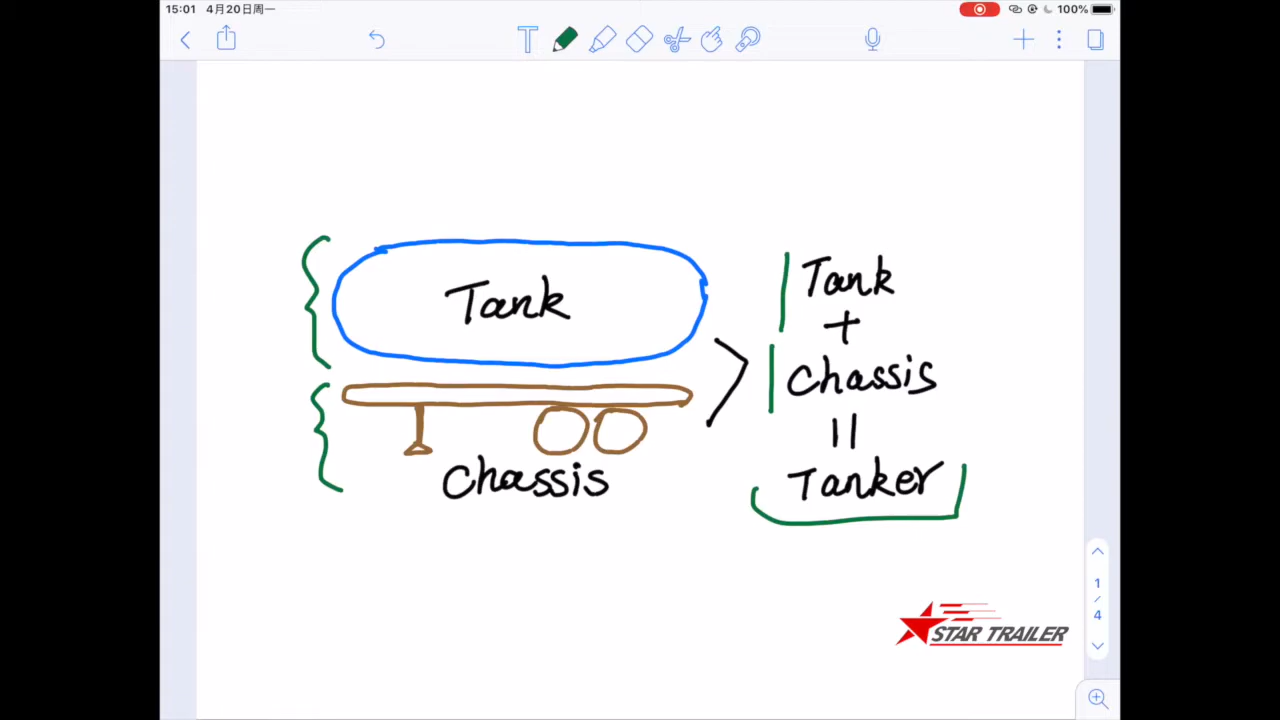 15:01 4月20日周一
100%
T
Tank
Chassis
Tank
+
Chassis
=
Tanker
1
/
4
STAR TRAILER